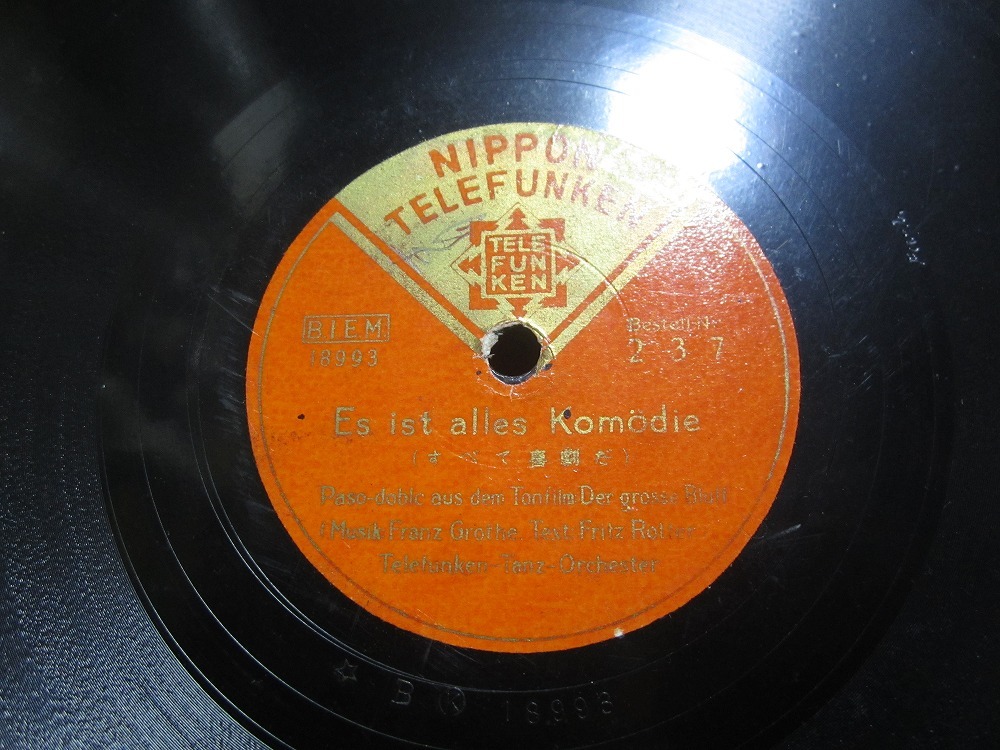 NIPPON
TELEFUNKEN
TELE
FUN
KEN
BIEM
18993
Bestell-Nr.
2 3 7
Es ist alles Komödie
(すべて喜劇だ)
Paso-doble aus dem Tonfilm Der grosse Bluff
(Musik Franz Grothe, Text Fritz Rotter)
Telefunken-Tanz-Orchester
☆ B K 18993